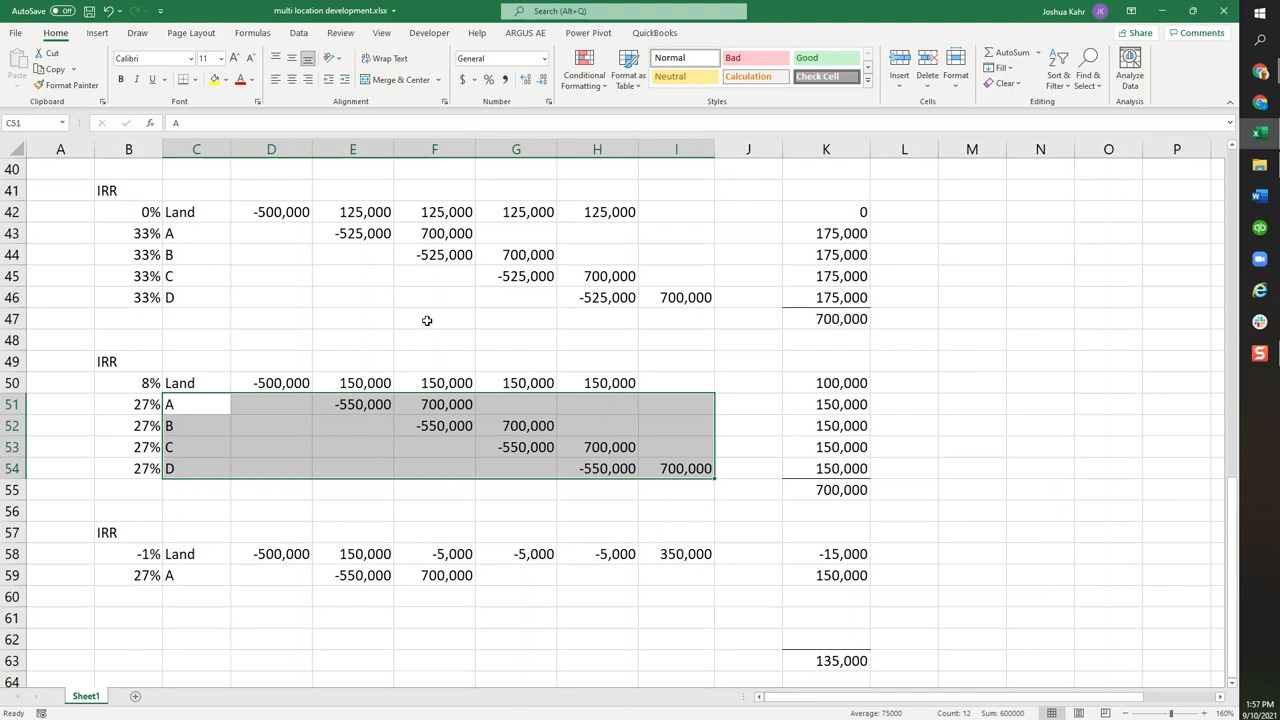 AutoSave Off multi location development.xlsx Search (Alt+Q) Joshua Kahr JK
File Home Insert Draw Page Layout Formulas Data Review View Developer ARGUS AE Power Pivot QuickBooks Share Comments
Paste Cut Copy Format Painter Calibri 11 Wrap Text Merge & Center General Conditional Formatting Format as Table Normal Bad Good Neutral Calculation Check Cell Insert Delete Format AutoSum Fill Clear Sort & Filter Find & Select Analyze Data
Clipboard Font Alignment Number Styles Cells Editing Analysis
C51 fx A
A B C D E F G H I J K L M N O P
40
41 IRR
42 0% Land -500,000 125,000 125,000 125,000 125,000 0
43 33% A -525,000 700,000 175,000
44 33% B -525,000 700,000 175,000
45 33% C -525,000 700,000 175,000
46 33% D -525,000 700,000 175,000
47 700,000
48
49 IRR
50 8% Land -500,000 150,000 150,000 150,000 150,000 100,000
51 27% A -550,000 700,000 150,000
52 27% B -550,000 700,000 150,000
53 27% C -550,000 700,000 150,000
54 27% D -550,000 700,000 150,000
55 700,000
56
57 IRR
58 -1% Land -500,000 150,000 -5,000 -5,000 -5,000 350,000 -15,000
59 27% A -550,000 700,000 150,000
60
61
62
63 135,000
64
Sheet1
Ready Average: 75000 Count: 12 Sum: 600000 160%
1:57 PM
9/10/2021